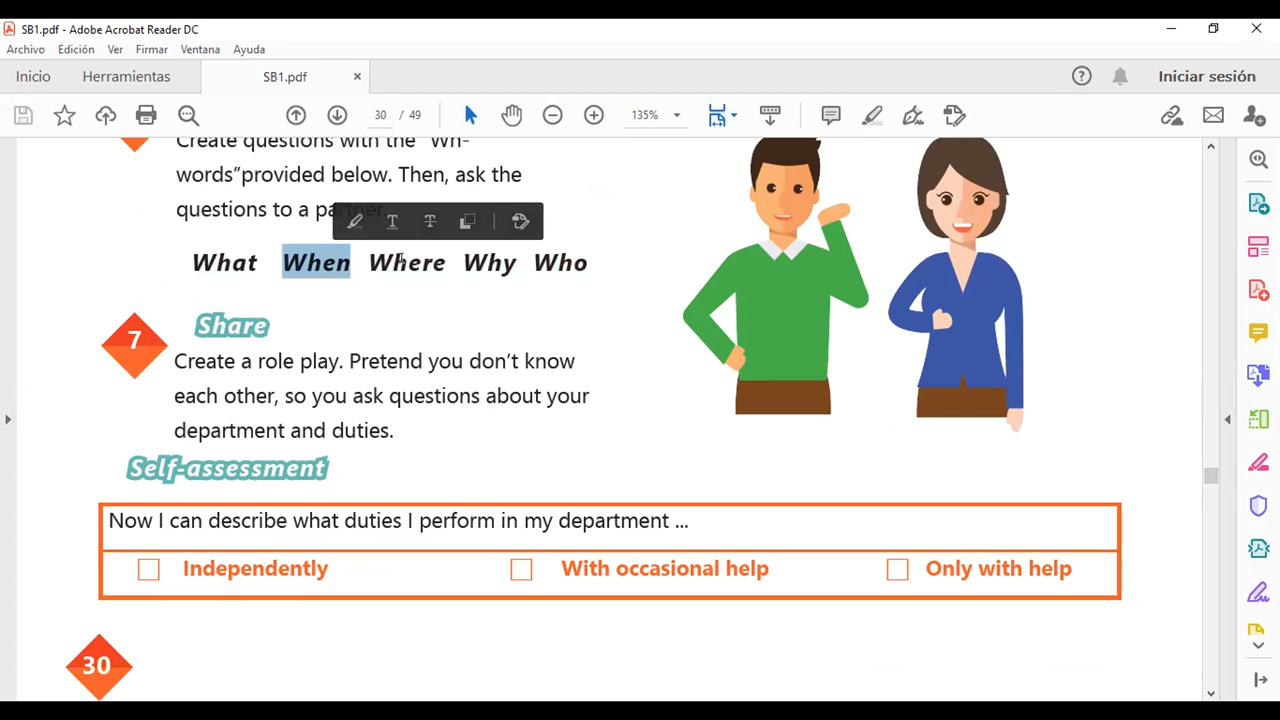 SB1.pdf - Adobe Acrobat Reader DC
Archivo Edición Ver Firmar Ventana Ayuda
Inicio Herramientas SB1.pdf × Iniciar sesión
30 / 49 135%
Create questions with the "Wh-
words"provided below. Then, ask the
questions to a partner.
What When Where Why Who
7 Share
Create a role play. Pretend you don't know
each other, so you ask questions about your
department and duties.
Self-assessment
Now I can describe what duties I perform in my department ...
Independently With occasional help Only with help
30